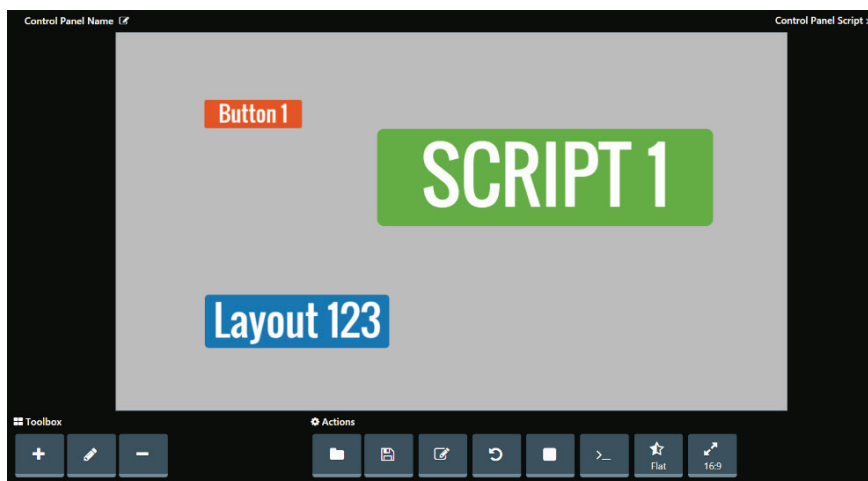 Control Panel Name
Control Panel Script
Button 1
SCRIPT 1
Layout 123
Toolbox
Actions
Flat
16:9